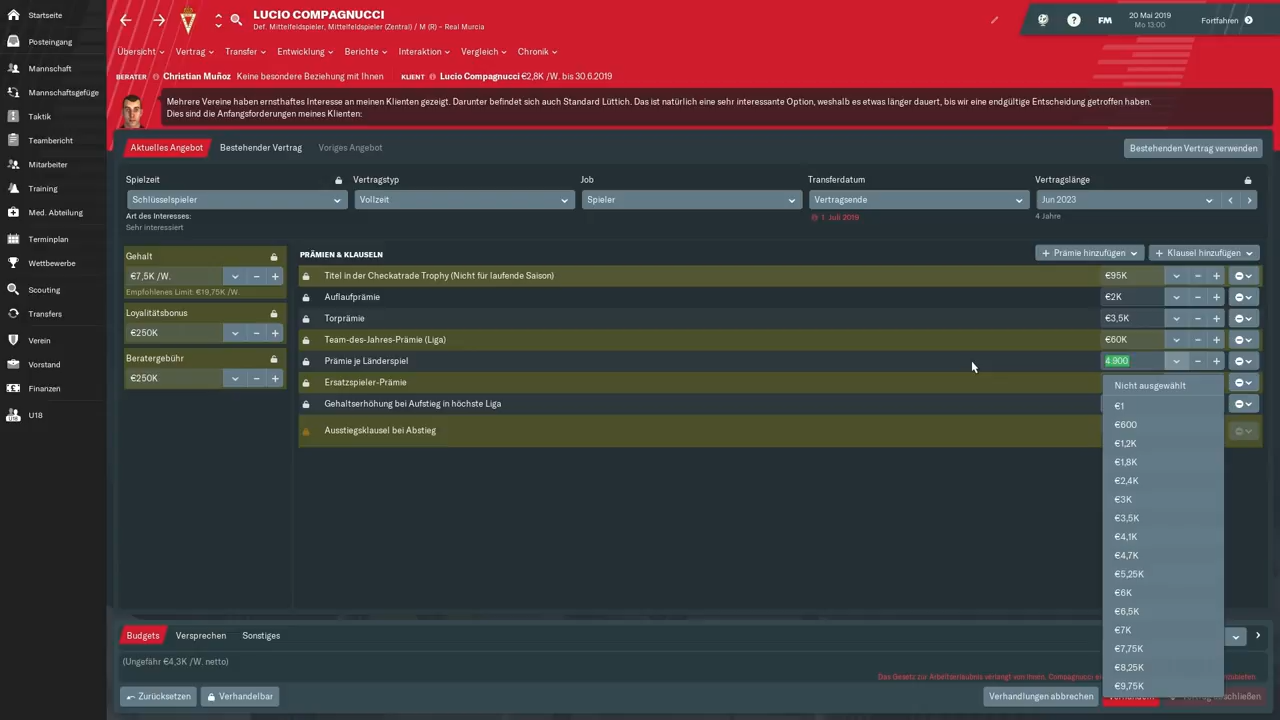 Startseite
Posteingang
Mannschaft
Mannschaftsgefüge
Taktik
Teambericht
Mitarbeiter
Training
Med. Abteilung
Terminplan
Wettbewerbe
Scouting
Transfers
Verein
Vorstand
Finanzen
U18
LUCIO COMPAGNUCCI
Def. Mittelfeldspieler, Mittelfeldspieler (Zentral) / M (R) – Real Murcia
? FM 20 Mai 2019 Mo 13:00 Fortfahren
Übersicht Vertrag Transfer Entwicklung Berichte Interaktion Vergleich Chronik
BERATER Christian Muñoz Keine besondere Beziehung mit Ihnen KLIENT Lucio Compagnucci €2,8K /W. bis 30.6.2019
Mehrere Vereine haben ernsthaftes Interesse an meinen Klienten gezeigt. Darunter befindet sich auch Standard Lüttich. Das ist natürlich eine sehr interessante Option, weshalb es etwas länger dauert, bis wir eine endgültige Entscheidung getroffen haben.
Dies sind die Anfangsforderungen meines Klienten:
Aktuelles Angebot Bestehender Vertrag Voriges Angebot Bestehenden Vertrag verwenden
Spielzeit Vertragstyp Job Transferdatum Vertragslänge
Schlüsselspieler Vollzeit Spieler Vertragsende Jun 2023
Art des Interesses: 1 Juli 2019 4 Jahre
Sehr interessiert
Gehalt
€7,5K /W. − +
Empfohlenes Limit: €19,75K /W.
Loyalitätsbonus
€250K − +
Beratergebühr
€250K − +
PRÄMIEN & KLAUSELN + Prämie hinzufügen + Klausel hinzufügen
Titel in der Checkatrade Trophy (Nicht für laufende Saison) €95K − +
Auflaufprämie €2K − +
Torprämie €3,5K − +
Team-des-Jahres-Prämie (Liga) €60K − +
Prämie je Länderspiel 4.900 − +
Ersatzspieler-Prämie
Gehaltserhöhung bei Aufstieg in höchste Liga
Ausstiegsklausel bei Abstieg
Nicht ausgewählt
€1
€600
€1,2K
€1,8K
€2,4K
€3K
€3,5K
€4,1K
€4,7K
€5,25K
€6K
€6,5K
€7K
€7,75K
€8,25K
€9,75K
Budgets Versprechen Sonstiges
(Ungefähr €4,3K /W. netto)
Das Gesetz zur Arbeitserlaubnis verlangt von Ihnen, Compagnucci
Zurücksetzen Verhandelbar Verhandlungen abbrechen